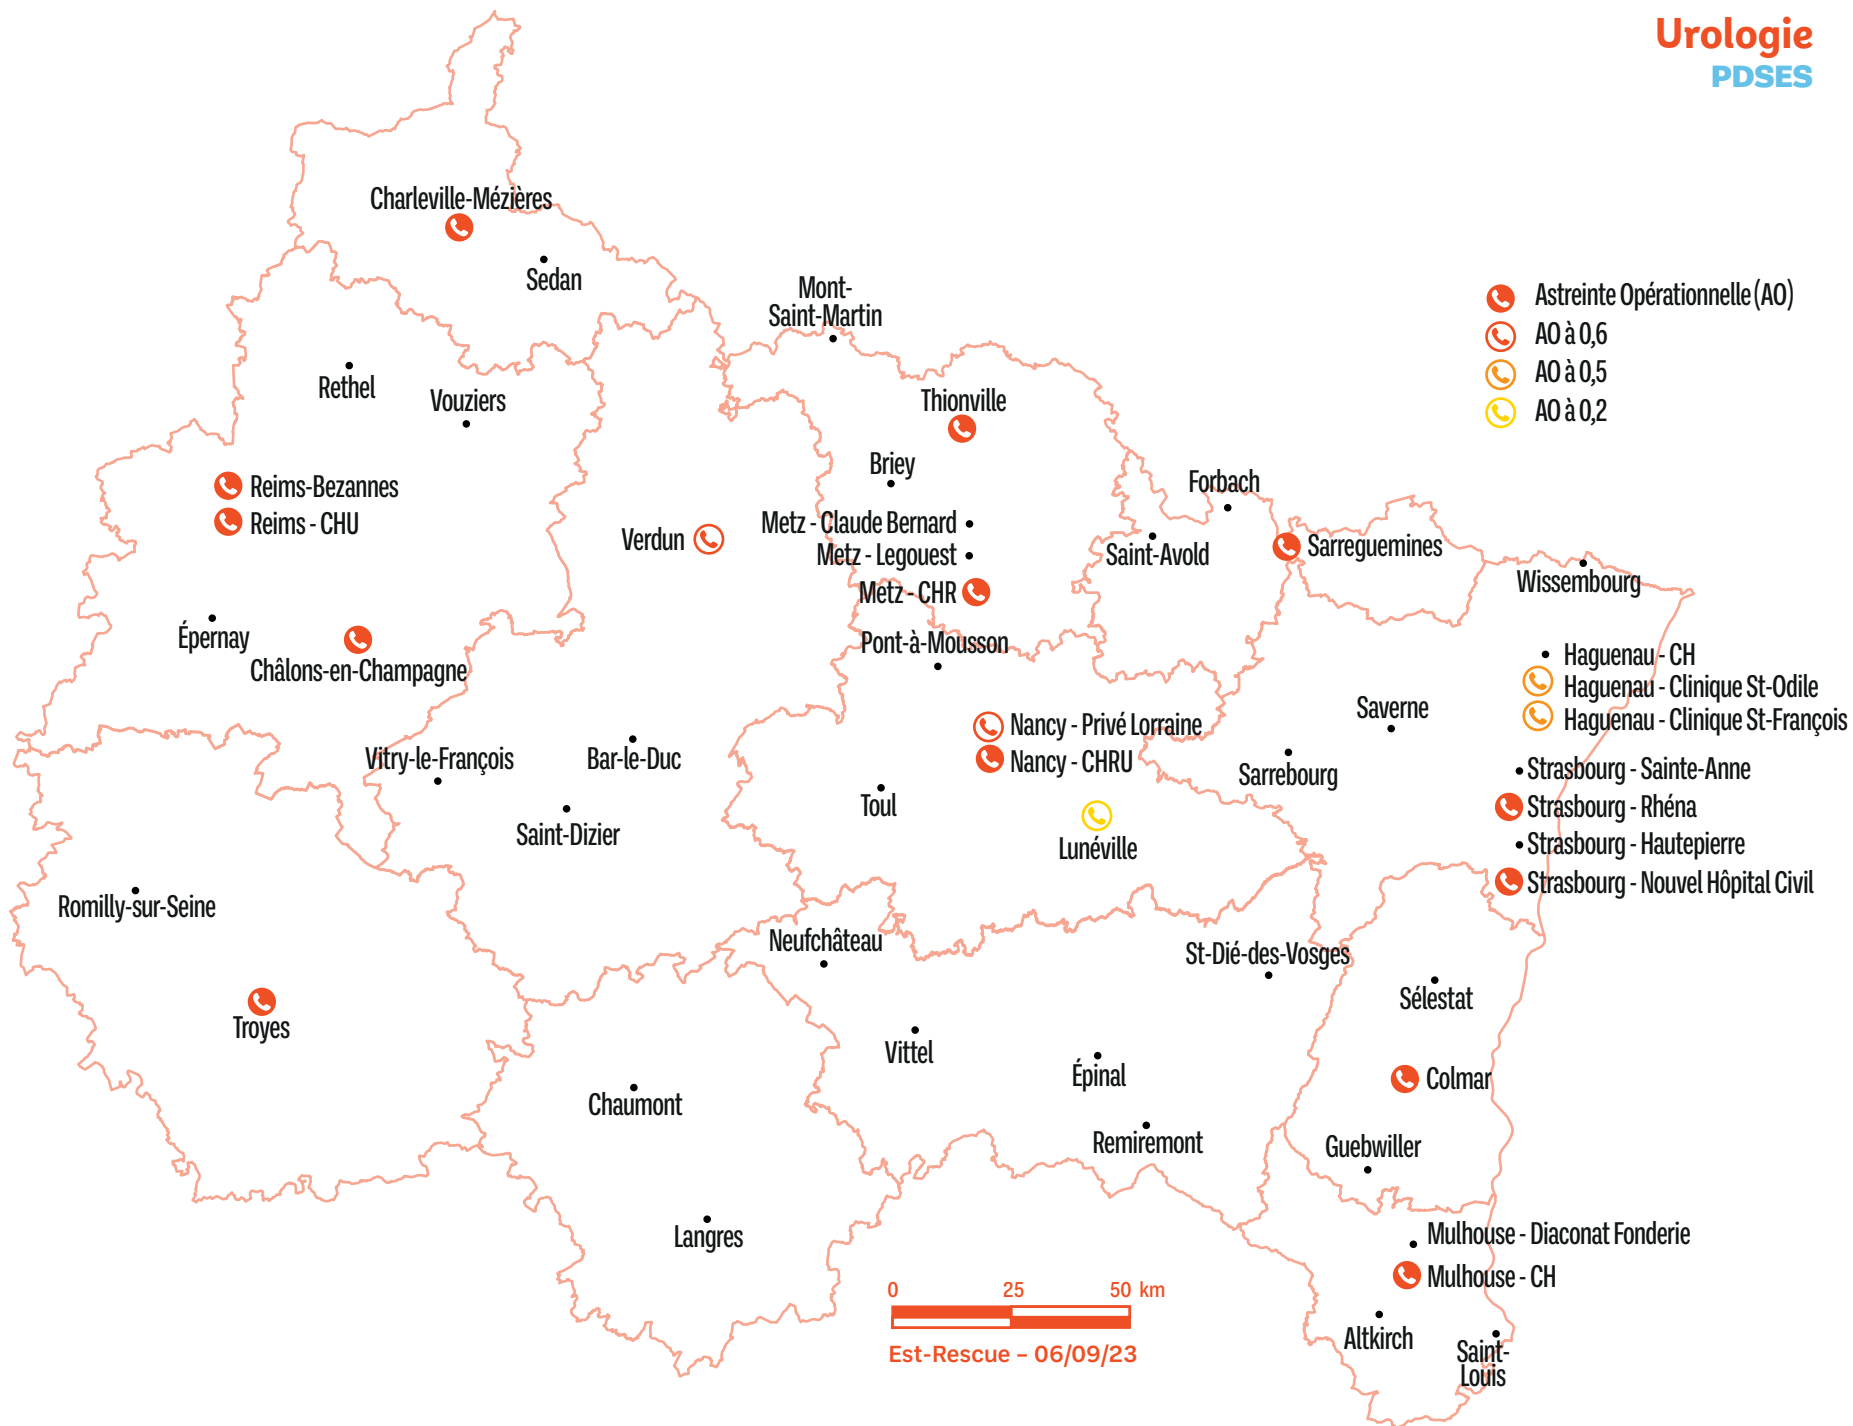 Urologie
PDSES
Charleville-Mézières
Sedan
Mont-
Saint-Martin
Astreinte Opérationnelle (AO)
AO à 0,6
AO à 0,5
AO à 0,2
Rethel
Vouziers
Thionville
Briey
Forbach
Reims-Bezannes
Reims - CHU
Verdun
Metz - Claude Bernard
Metz - Legouest
Metz - CHR
Saint-Avold
Sarreguemines
Wissembourg
Épernay
Châlons-en-Champagne
Pont-à-Mousson
Haguenau - CH
Haguenau - Clinique St-Odile
Haguenau - Clinique St-François
Saverne
Nancy - Privé Lorraine
Nancy - CHRU
Vitry-le-François
Bar-le-Duc
Sarrebourg
Strasbourg - Sainte-Anne
Strasbourg - Rhéna
Strasbourg - Hautepierre
Strasbourg - Nouvel Hôpital Civil
Toul
Saint-Dizier
Lunéville
Romilly-sur-Seine
Neufchâteau
St-Dié-des-Vosges
Sélestat
Troyes
Vittel
Épinal
Colmar
Chaumont
Remiremont
Guebwiller
Langres
Mulhouse - Diaconat Fonderie
Mulhouse - CH
Altkirch
Saint-
Louis
0 25 50 km
Est-Rescue – 06/09/23